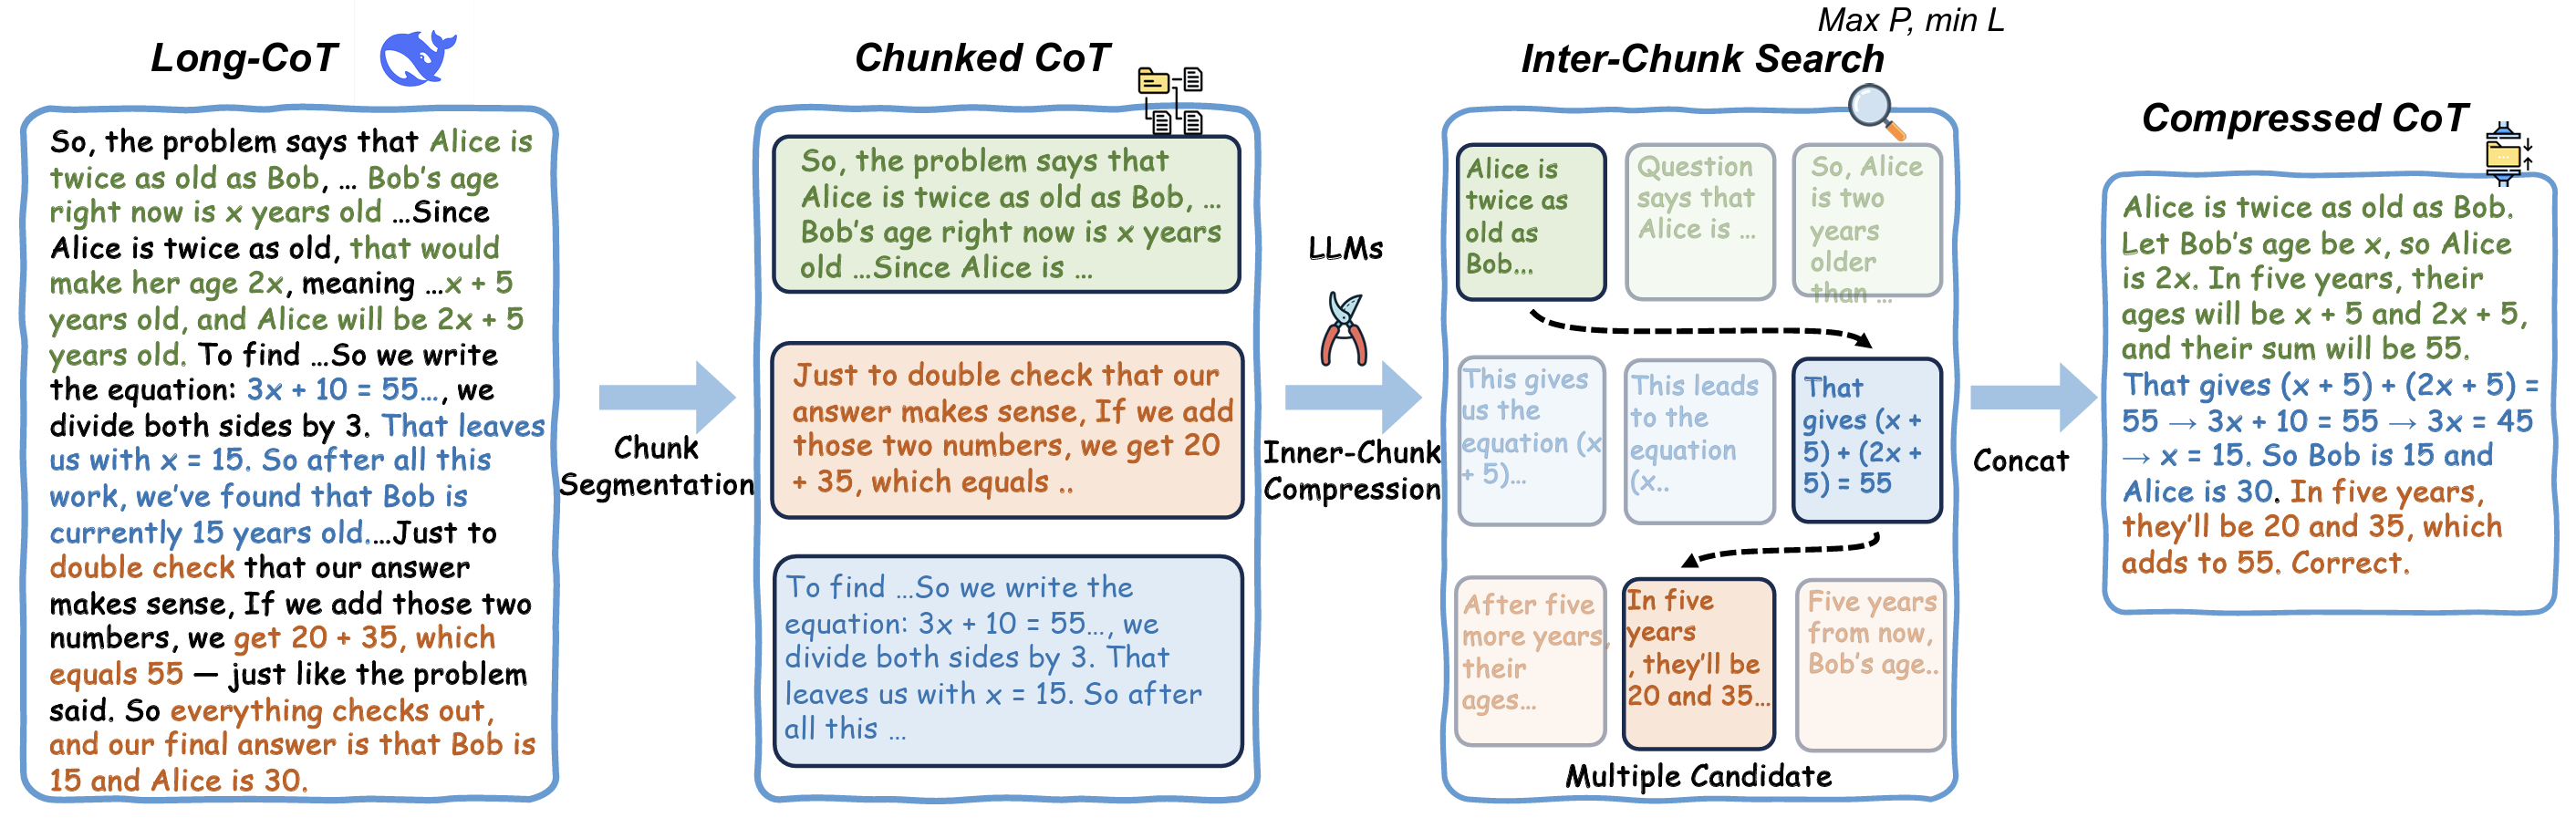 Long-CoT
So, the problem says that Alice is
twice as old as Bob, ... Bob's age
right now is x years old ...Since
Alice is twice as old, that would
make her age 2x, meaning ...x + 5
years old, and Alice will be 2x + 5
years old. To find ...So we write
the equation: 3x + 10 = 55..., we
divide both sides by 3. That leaves
us with x = 15. So after all this
work, we've found that Bob is
currently 15 years old....Just to
double check that our answer
makes sense, If we add those two
numbers, we get 20 + 35, which
equals 55 — just like the problem
said. So everything checks out,
and our final answer is that Bob is
15 and Alice is 30.
Chunk
Segmentation
Chunked CoT
So, the problem says that
Alice is twice as old as Bob, ...
Bob's age right now is x years
old ...Since Alice is ...
Just to double check that our
answer makes sense, If we add
those two numbers, we get 20
+ 35, which equals ..
To find ...So we write the
equation: 3x + 10 = 55..., we
divide both sides by 3. That
leaves us with x = 15. So after
all this ...
LLMs
Inner-Chunk
Compression
Max P, min L
Inter-Chunk Search
Alice is
twice as
old as
Bob...
Question
says that
Alice is ...
So, Alice
is two
years
older
than ...
This gives
us the
equation (x
+ 5)...
This leads
to the
equation
(x..
That
gives (x +
5) + (2x +
5) = 55
After five
more years,
their
ages...
In five
years
, they'll be
20 and 35...
Five years
from now,
Bob's age..
Multiple Candidate
Concat
Compressed CoT
Alice is twice as old as Bob.
Let Bob's age be x, so Alice
is 2x. In five years, their
ages will be x + 5 and 2x + 5,
and their sum will be 55.
That gives (x + 5) + (2x + 5) =
55 → 3x + 10 = 55 → 3x = 45
→ x = 15. So Bob is 15 and
Alice is 30. In five years,
they'll be 20 and 35, which
adds to 55. Correct.